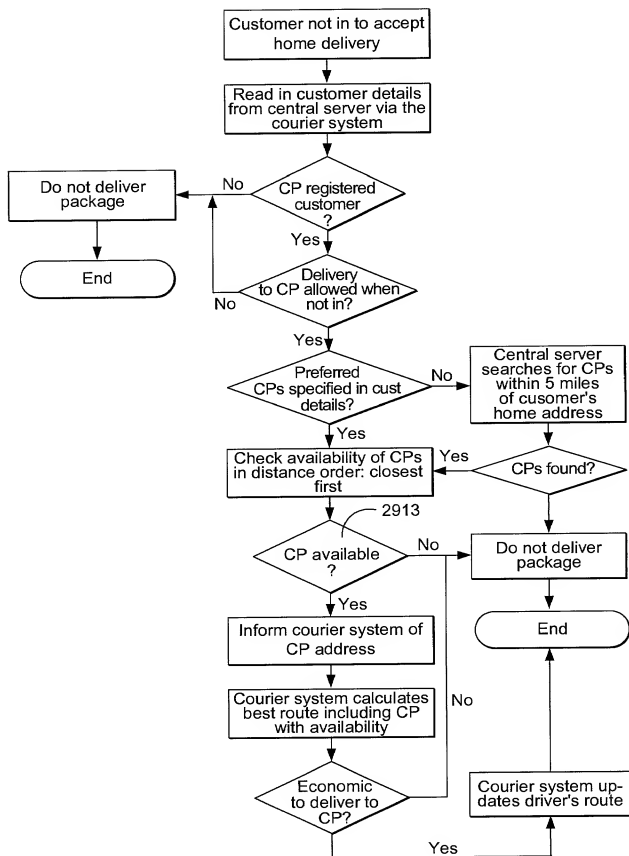 Customer not in to accept
home delivery
Read in customer details
from central server via the
courier system
CP registered
customer
?
No
Do not deliver
package
End
Yes
Delivery
to CP allowed when
not in?
No
Yes
Preferred
CPs specified in cust
details?
No
Central server
searches for CPs
within 5 miles
of cusomer's
home address
Yes
Check availability of CPs
in distance order: closest
first
Yes
CPs found?
2913
CP available
?
No
Do not deliver
package
End
Yes
Inform courier system of
CP address
Courier system calculates
best route including CP
with availability
No
Economic
to deliver to
CP?
Courier system up-
dates driver's route
Yes